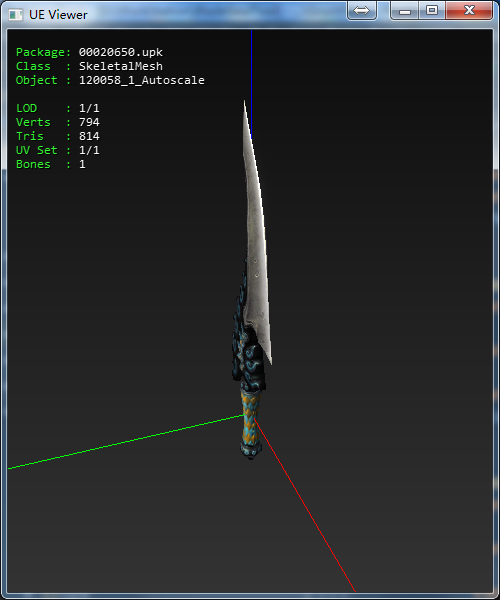 UE Viewer
Package: 00020650.upk
Class  : SkeletalMesh
Object : 120058_1_Autoscale
LOD    : 1/1
Verts  : 794
Tris   : 814
UV Set : 1/1
Bones  : 1